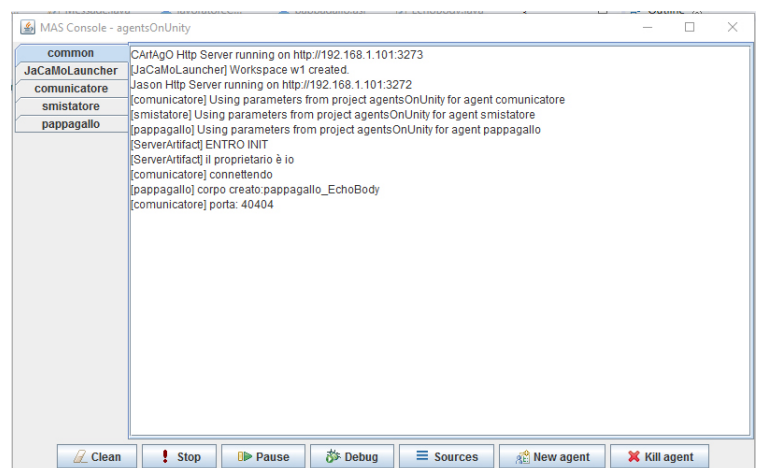 MAS Console - agentsOnUnity
common
JaCaMoLauncher
comunicatore
smistatore
pappagallo
CArtAgO Http Server running on http://192.168.1.101:3273
[JaCaMoLauncher] Workspace w1 created.
Jason Http Server running on http://192.168.1.101:3272
[comunicatore] Using parameters from project agentsOnUnity for agent comunicatore
[smistatore] Using parameters from project agentsOnUnity for agent smistatore
[pappagallo] Using parameters from project agentsOnUnity for agent pappagallo
[ServerArtifact] ENTRO INIT
[ServerArtifact] il proprietario è io
[comunicatore] connettendo
[pappagallo] corpo creato:pappagallo_EchoBody
[comunicatore] porta: 40404
Clean Stop Pause Debug Sources New agent Kill agent